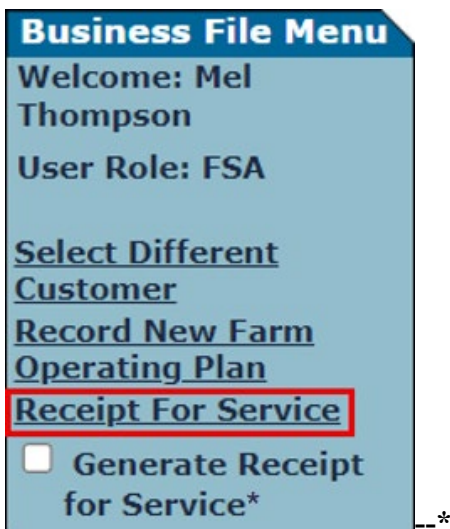 Business File Menu
Welcome: Mel
Thompson
User Role: FSA
Select Different
Customer
Record New Farm
Operating Plan
Receipt For Service
Generate Receipt
for Service*
--*